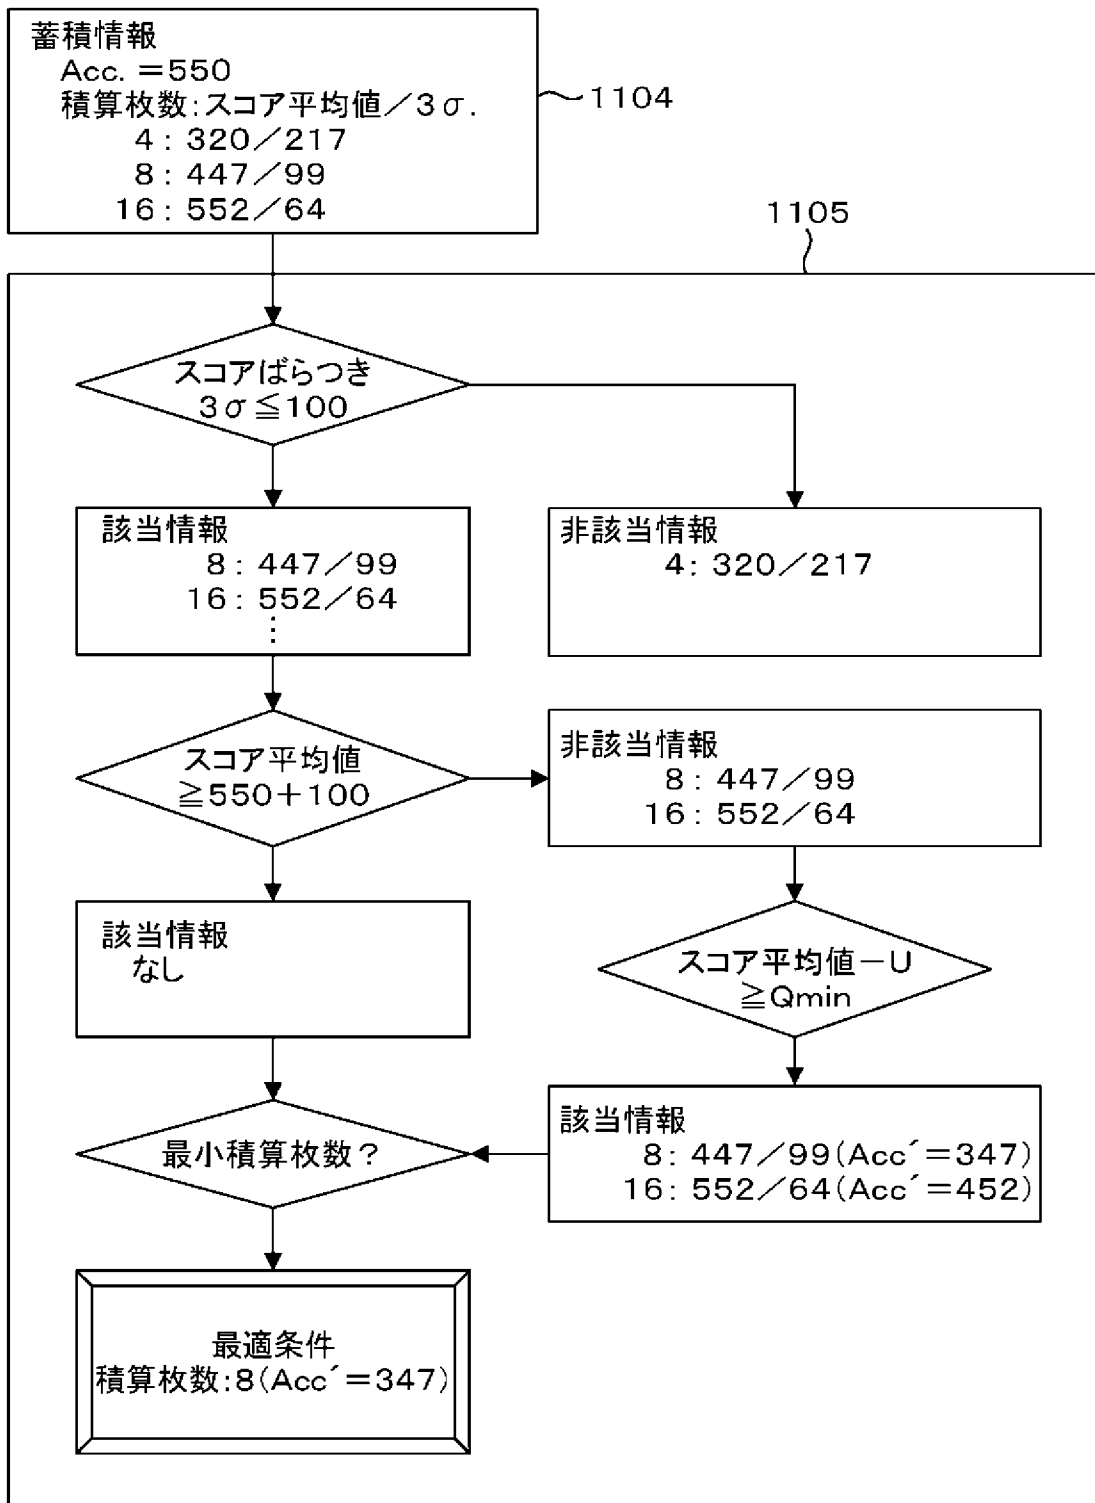 蓄積情報
Acc. =550
積算枚数:スコア平均値/3σ.
4: 320/217
8: 447/99
16: 552/64
1104
1105
スコアばらつき
3σ≦100
該当情報
8: 447/99
16: 552/64
⋮
非該当情報
4: 320/217
スコア平均値
≧550+100
非該当情報
8: 447/99
16: 552/64
該当情報
なし
スコア平均値-U
≧Qmin
最小積算枚数?
該当情報
8: 447/99(Acc´=347)
16: 552/64(Acc´=452)
最適条件
積算枚数:8(Acc´=347)